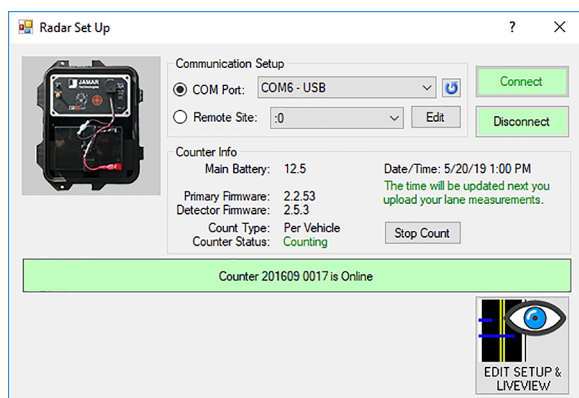 Radar Set Up
JAMAR
Technologies
Communication Setup
COM Port: COM6 - USB
Remote Site: :0
Edit
Connect
Disconnect
Counter Info
Main Battery: 12.5
Date/Time: 5/20/19 1:00 PM
The time will be updated next you
upload your lane measurements.
Primary Firmware: 2.2.53
Detector Firmware: 2.5.3
Count Type: Per Vehicle
Counter Status: Counting
Stop Count
Counter 201609 0017 is Online
EDIT SETUP &
LIVEVIEW